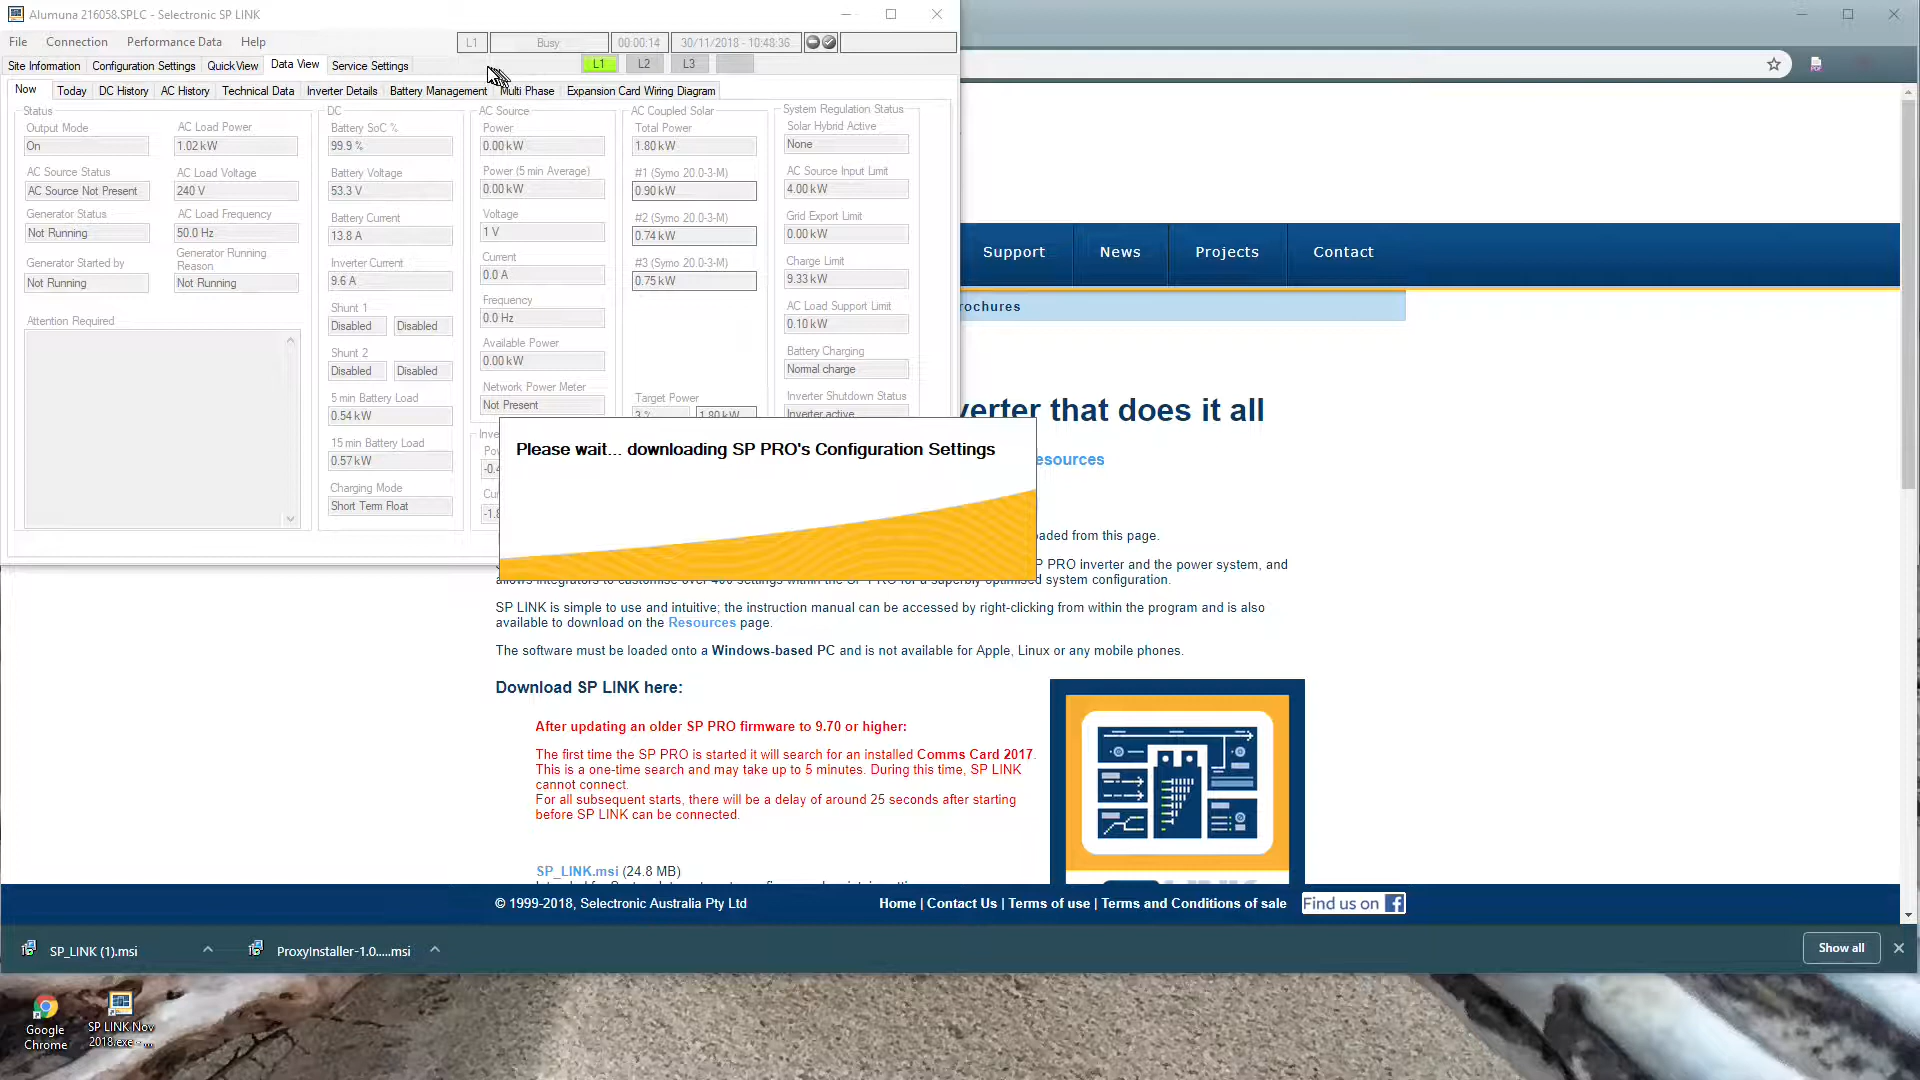 Alumuna 216058.SPLC - Selectronic SP LINK
File Connection Performance Data Help L1 Busy 00:00:14 30/11/2018 - 10:48:36
Site Information Configuration Settings QuickView Data View Service Settings L1 L2 L3
Now Today DC History AC History Technical Data Inverter Details Battery Management Multi Phase Expansion Card Wiring Diagram
Status
Output Mode
On
AC Source Status
AC Source Not Present
Generator Status
Not Running
Generator Started by
Not Running
AC Load Power
1.02 kW
AC Load Voltage
240 V
AC Load Frequency
50.0 Hz
Generator Running
Reason
Not Running
Attention Required
DC
Battery SoC %
99.9 %
Battery Voltage
53.3 V
Battery Current
13.8 A
Inverter Current
9.6 A
Shunt 1
Disabled Disabled
Shunt 2
Disabled Disabled
5 min Battery Load
0.54 kW
15 min Battery Load
0.57 kW
Charging Mode
Short Term Float
AC Source
Power
0.00 kW
Power (5 min Average)
0.00 kW
Voltage
1 V
Current
0.0 A
Frequency
0.0 Hz
Available Power
0.00 kW
Network Power Meter
Not Present
AC Coupled Solar
Total Power
1.80 kW
#1 (Symo 20.0-3-M)
0.90 kW
#2 (Symo 20.0-3-M)
0.74 kW
#3 (Symo 20.0-3-M)
0.75 kW
Target Power
3 % 1.80 kW
System Regulation Status
Solar Hybrid Active
None
AC Source Input Limit
4.00 kW
Grid Export Limit
0.00 kW
Charge Limit
9.33 kW
AC Load Support Limit
0.10 kW
Battery Charging
Normal charge
Inverter Shutdown Status
Inverter active
Please wait... downloading SP PRO's Configuration Settings
Support News Projects Contact
rochures
verter that does it all
esources
aded from this page.
P PRO inverter and the power system, and
allows integrators to customise over 400 settings within the SP PRO for a superbly optimised system configuration.
SP LINK is simple to use and intuitive; the instruction manual can be accessed by right-clicking from within the program and is also
available to download on the Resources page.
The software must be loaded onto a Windows-based PC and is not available for Apple, Linux or any mobile phones.
Download SP LINK here:
After updating an older SP PRO firmware to 9.70 or higher:
The first time the SP PRO is started it will search for an installed Comms Card 2017.
This is a one-time search and may take up to 5 minutes. During this time, SP LINK
cannot connect.
For all subsequent starts, there will be a delay of around 25 seconds after starting
before SP LINK can be connected.
SP_LINK.msi (24.8 MB)
© 1999-2018, Selectronic Australia Pty Ltd Home | Contact Us | Terms of use | Terms and Conditions of sale Find us on f
SP_LINK (1).msi ProxyInstaller-1.0.....msi Show all
Google
Chrome
SP LINK Nov
2018.exe - ...